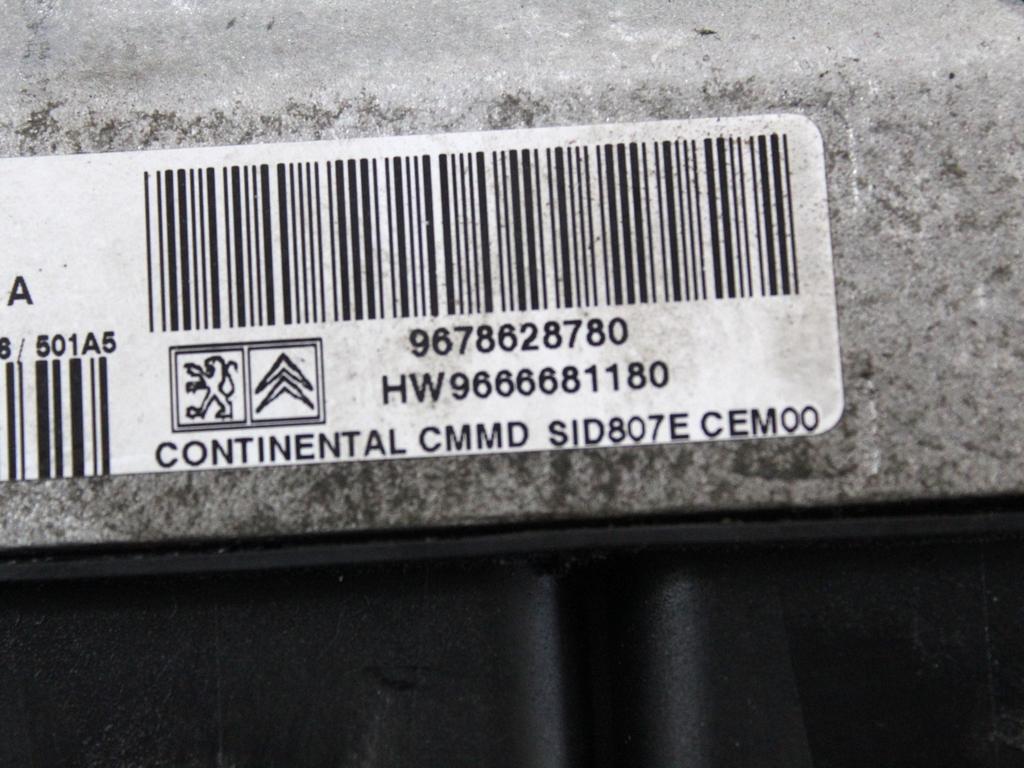 A
/ 501A5
9678628780
HW9666681180
CONTINENTAL CMMD SID807E CEM00